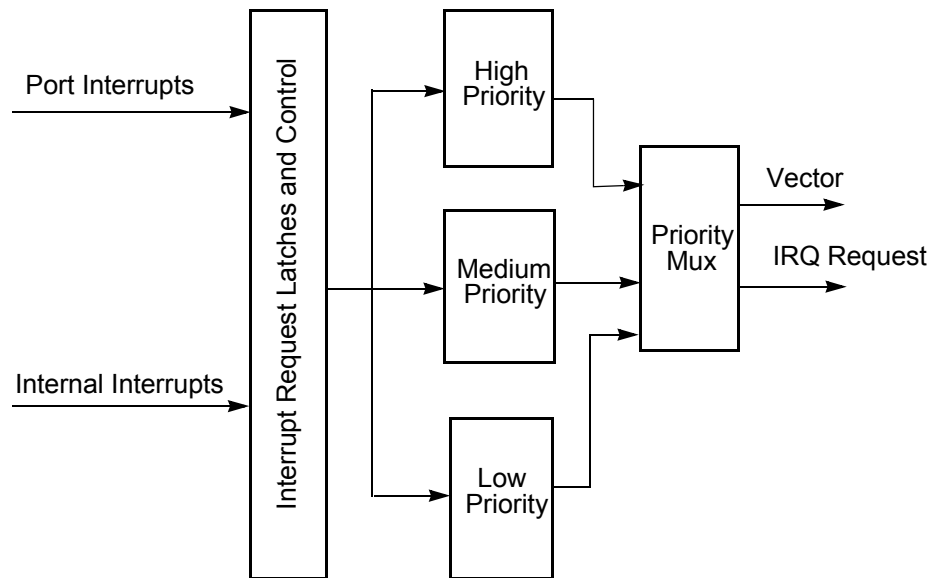 Port Interrupts
Internal Interrupts
Interrupt Request Latches and Control
High
Priority
Medium
Priority
Low
Priority
Priority
Mux
Vector
IRQ Request